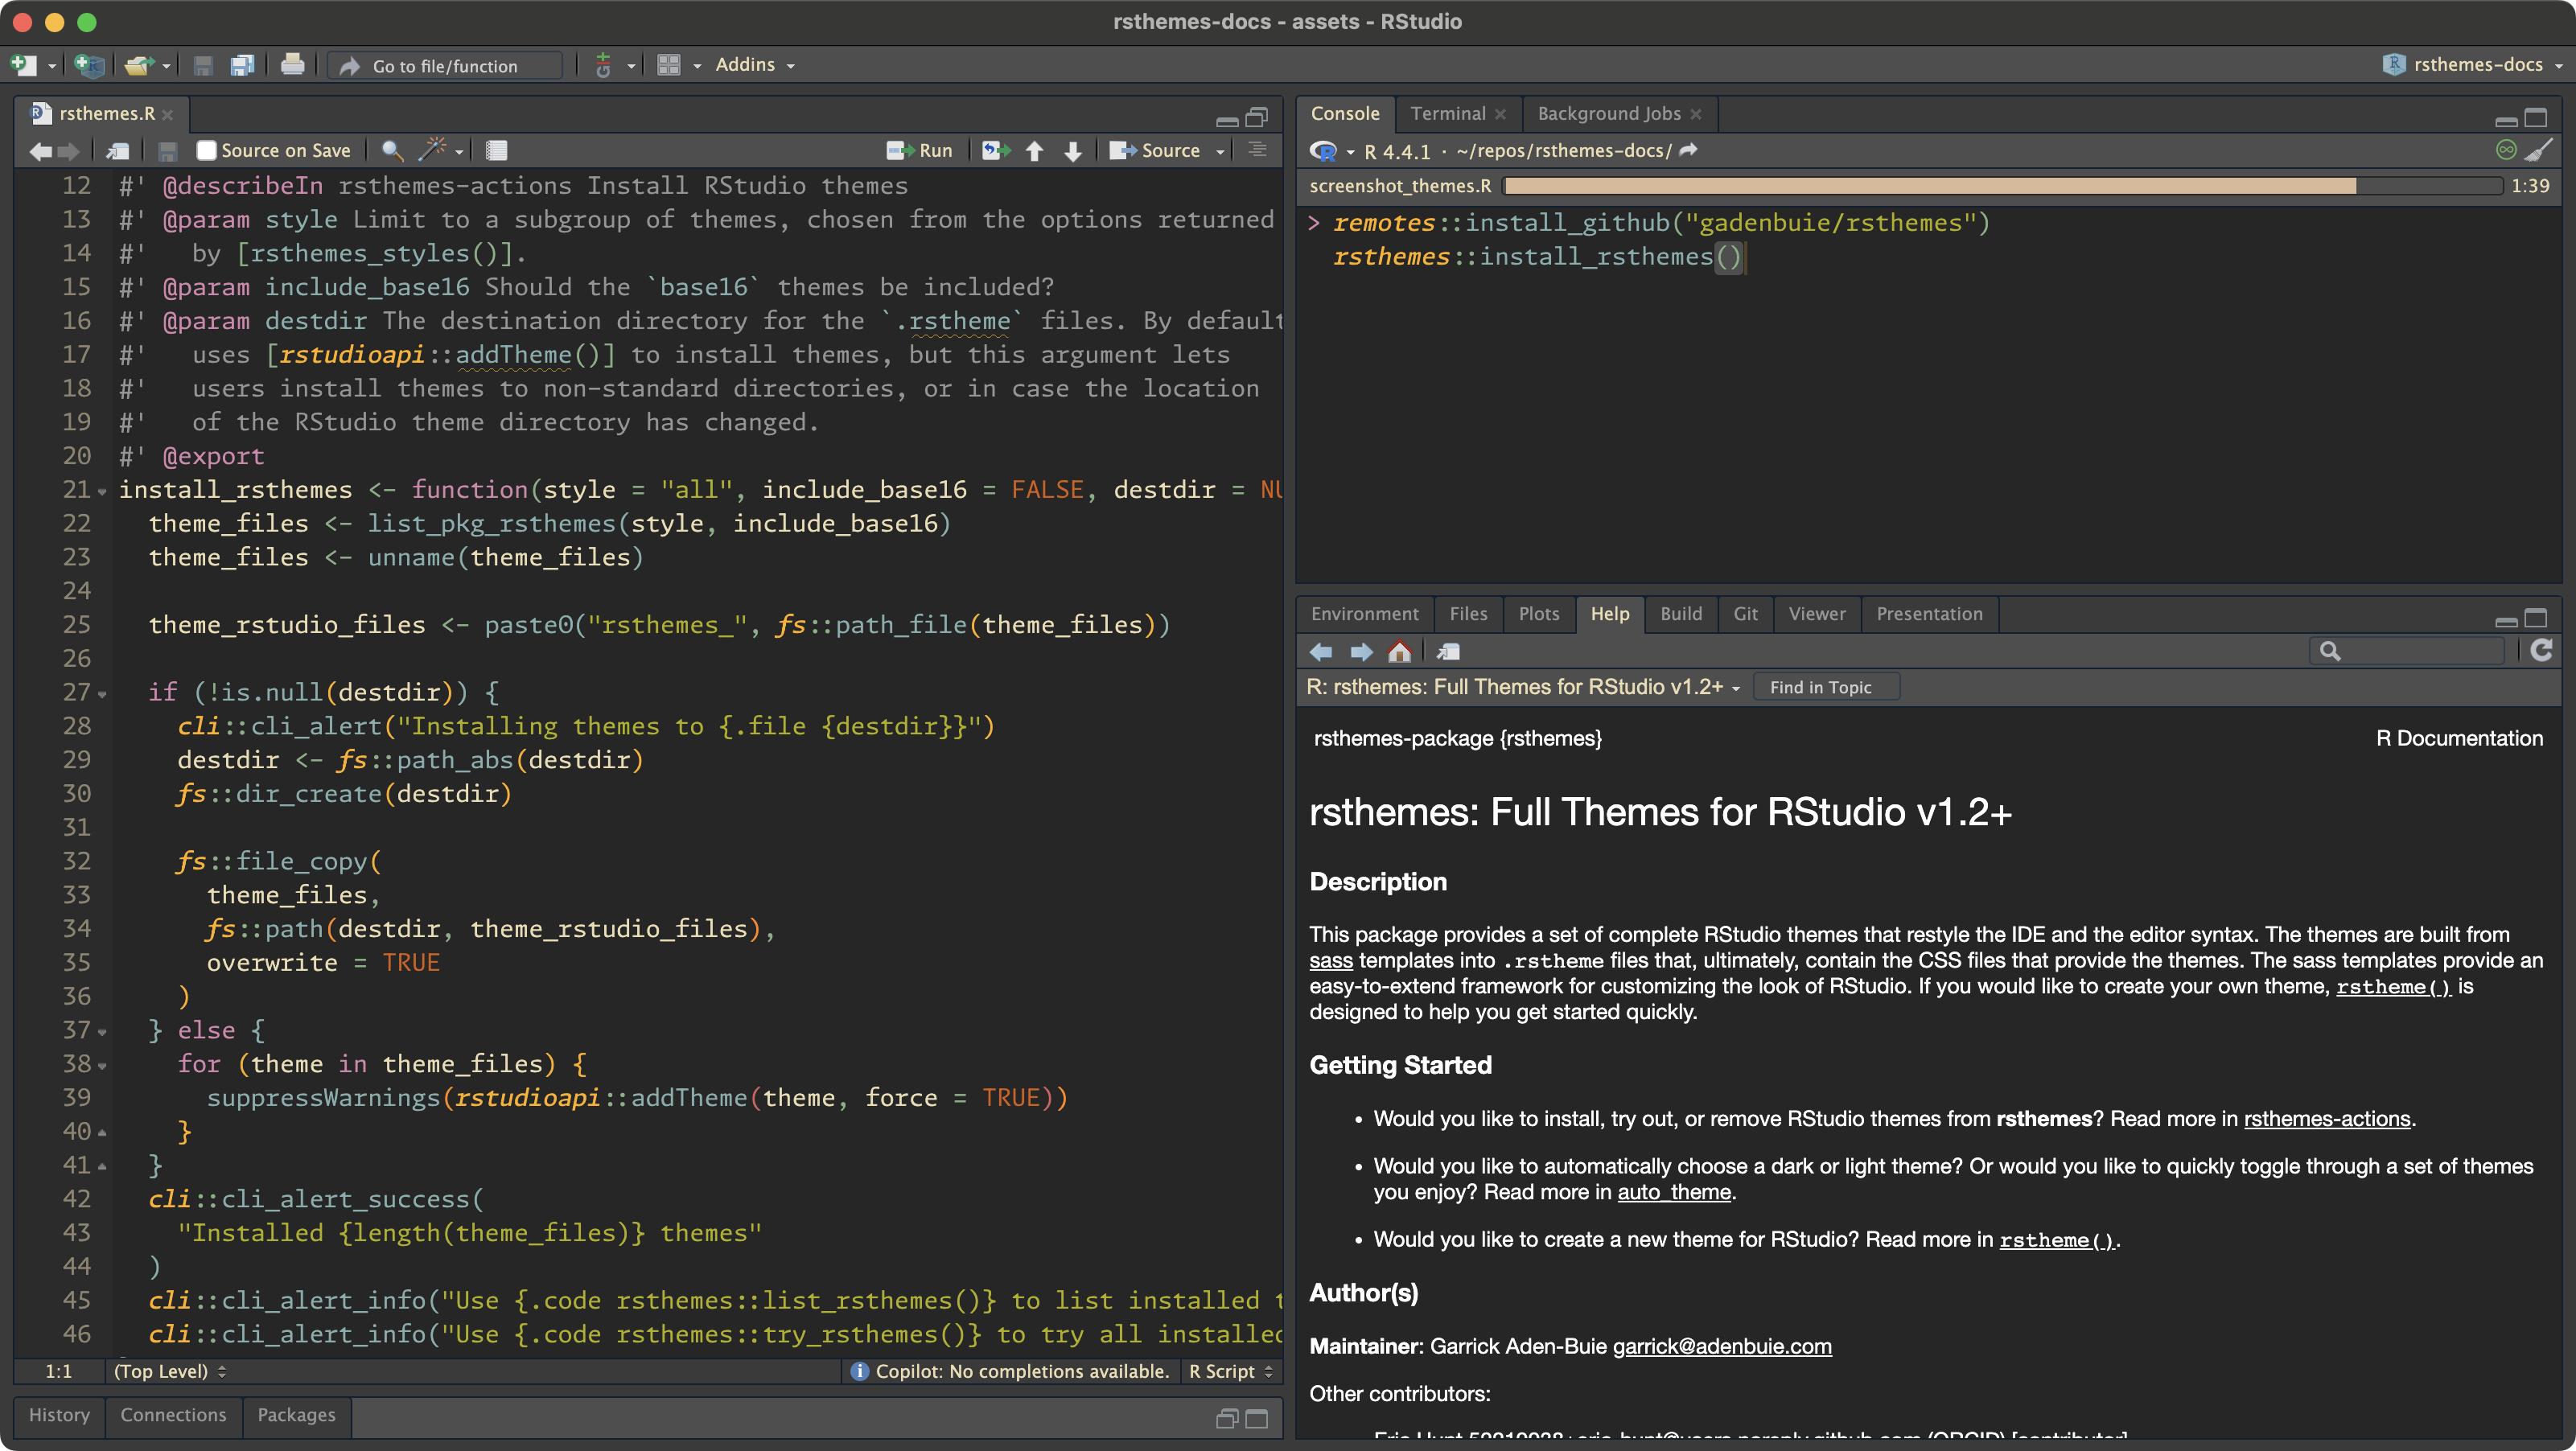 rsthemes-docs - assets - RStudio
Go to file/function
Addins
rsthemes-docs
rsthemes.R
Source on Save
Run
Source
12 #' @describeIn rsthemes-actions Install RStudio themes
13 #' @param style Limit to a subgroup of themes, chosen from the options returned
14 #'   by [rsthemes_styles()].
15 #' @param include_base16 Should the `base16` themes be included?
16 #' @param destdir The destination directory for the `.rstheme` files. By default
17 #'   uses [rstudioapi::addTheme()] to install themes, but this argument lets
18 #'   users install themes to non-standard directories, or in case the location
19 #'   of the RStudio theme directory has changed.
20 #' @export
21 install_rsthemes <- function(style = "all", include_base16 = FALSE, destdir = NU
22   theme_files <- list_pkg_rsthemes(style, include_base16)
23   theme_files <- unname(theme_files)
24
25   theme_rstudio_files <- paste0("rsthemes_", fs::path_file(theme_files))
26
27   if (!is.null(destdir)) {
28     cli::cli_alert("Installing themes to {.file {destdir}}")
29     destdir <- fs::path_abs(destdir)
30     fs::dir_create(destdir)
31
32     fs::file_copy(
33       theme_files,
34       fs::path(destdir, theme_rstudio_files),
35       overwrite = TRUE
36     )
37   } else {
38     for (theme in theme_files) {
39       suppressWarnings(rstudioapi::addTheme(theme, force = TRUE))
40     }
41   }
42   cli::cli_alert_success(
43     "Installed {length(theme_files)} themes"
44   )
45   cli::cli_alert_info("Use {.code rsthemes::list_rsthemes()} to list installed t
46   cli::cli_alert_info("Use {.code rsthemes::try_rsthemes()} to try all installed
1:1 (Top Level) Copilot: No completions available. R Script
History Connections Packages
Console Terminal Background Jobs
R 4.4.1 · ~/repos/rsthemes-docs/
screenshot_themes.R 1:39
> remotes::install_github("gadenbuie/rsthemes")
rsthemes::install_rsthemes()
Environment Files Plots Help Build Git Viewer Presentation
R: rsthemes: Full Themes for RStudio v1.2+ Find in Topic
rsthemes-package {rsthemes} R Documentation
rsthemes: Full Themes for RStudio v1.2+
Description
This package provides a set of complete RStudio themes that restyle the IDE and the editor syntax. The themes are built from
sass templates into .rstheme files that, ultimately, contain the CSS files that provide the themes. The sass templates provide an
easy-to-extend framework for customizing the look of RStudio. If you would like to create your own theme, rstheme() is
designed to help you get started quickly.
Getting Started
• Would you like to install, try out, or remove RStudio themes from rsthemes? Read more in rsthemes-actions.
• Would you like to automatically choose a dark or light theme? Or would you like to quickly toggle through a set of themes
you enjoy? Read more in auto_theme.
• Would you like to create a new theme for RStudio? Read more in rstheme().
Author(s)
Maintainer: Garrick Aden-Buie garrick@adenbuie.com
Other contributors: